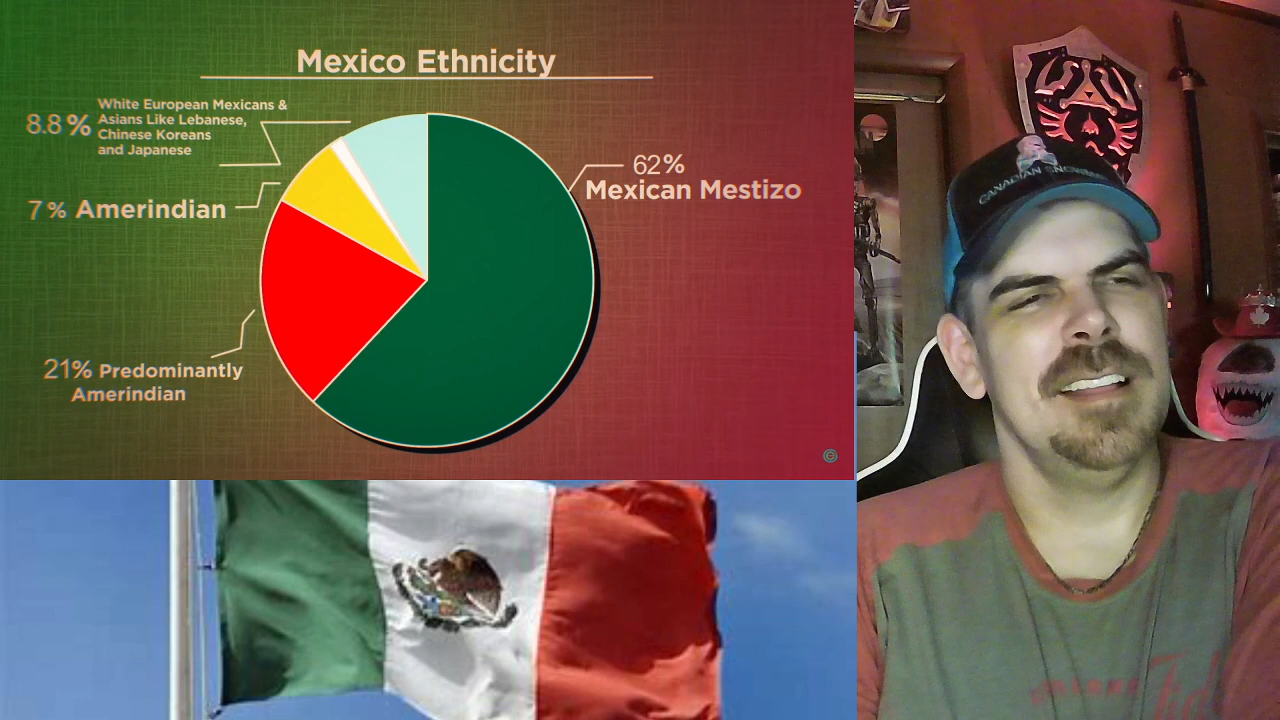 Mexico Ethnicity
8.8%
White European Mexicans &
Asians Like Lebanese,
Chinese Koreans
and Japanese
62%
Mexican Mestizo
7% Amerindian
21% Predominantly
Amerindian
CANADIAN